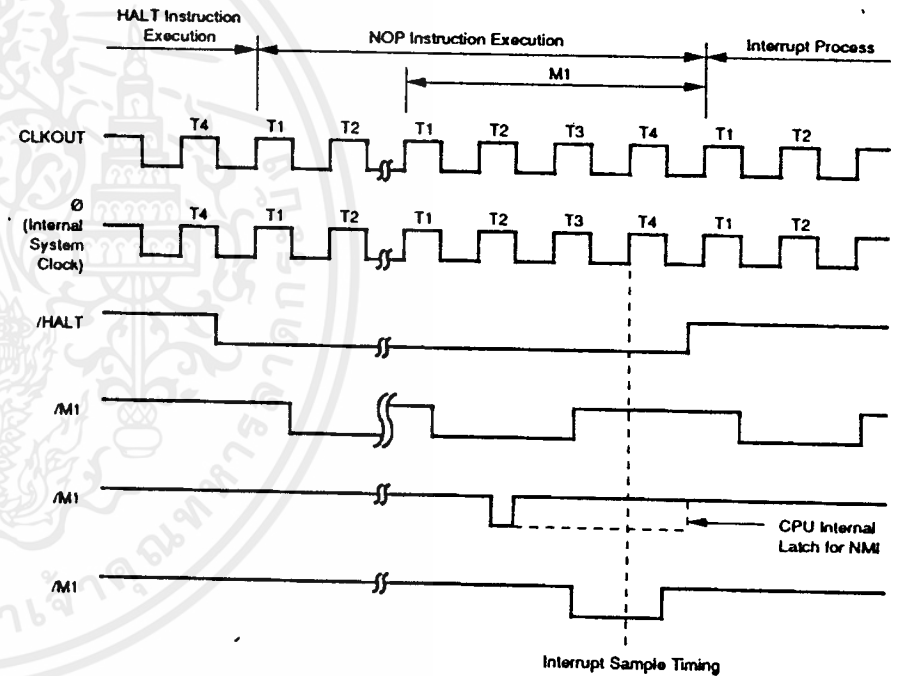 HALT Instruction
Execution
NOP Instruction Execution
Interrupt Process
M1
CLKOUT
T4 T1 T2 T1 T2 T3 T4 T1 T2
Ø
(Internal
System
Clock)
T4 T1 T2 T1 T2 T3 T4 T1 T2
/HALT
/M1
/M1
CPU Internal
Latch for NMI
/M1
Interrupt Sample Timing